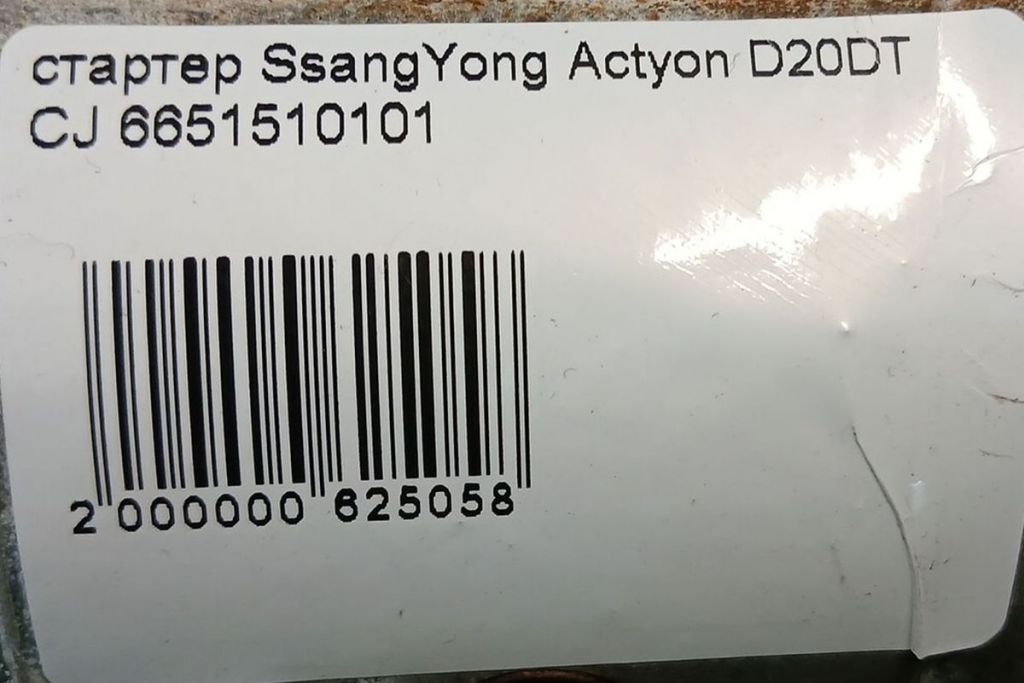 стартер SsangYong Actyon D20DT
CJ 6651510101
2 000000 625058